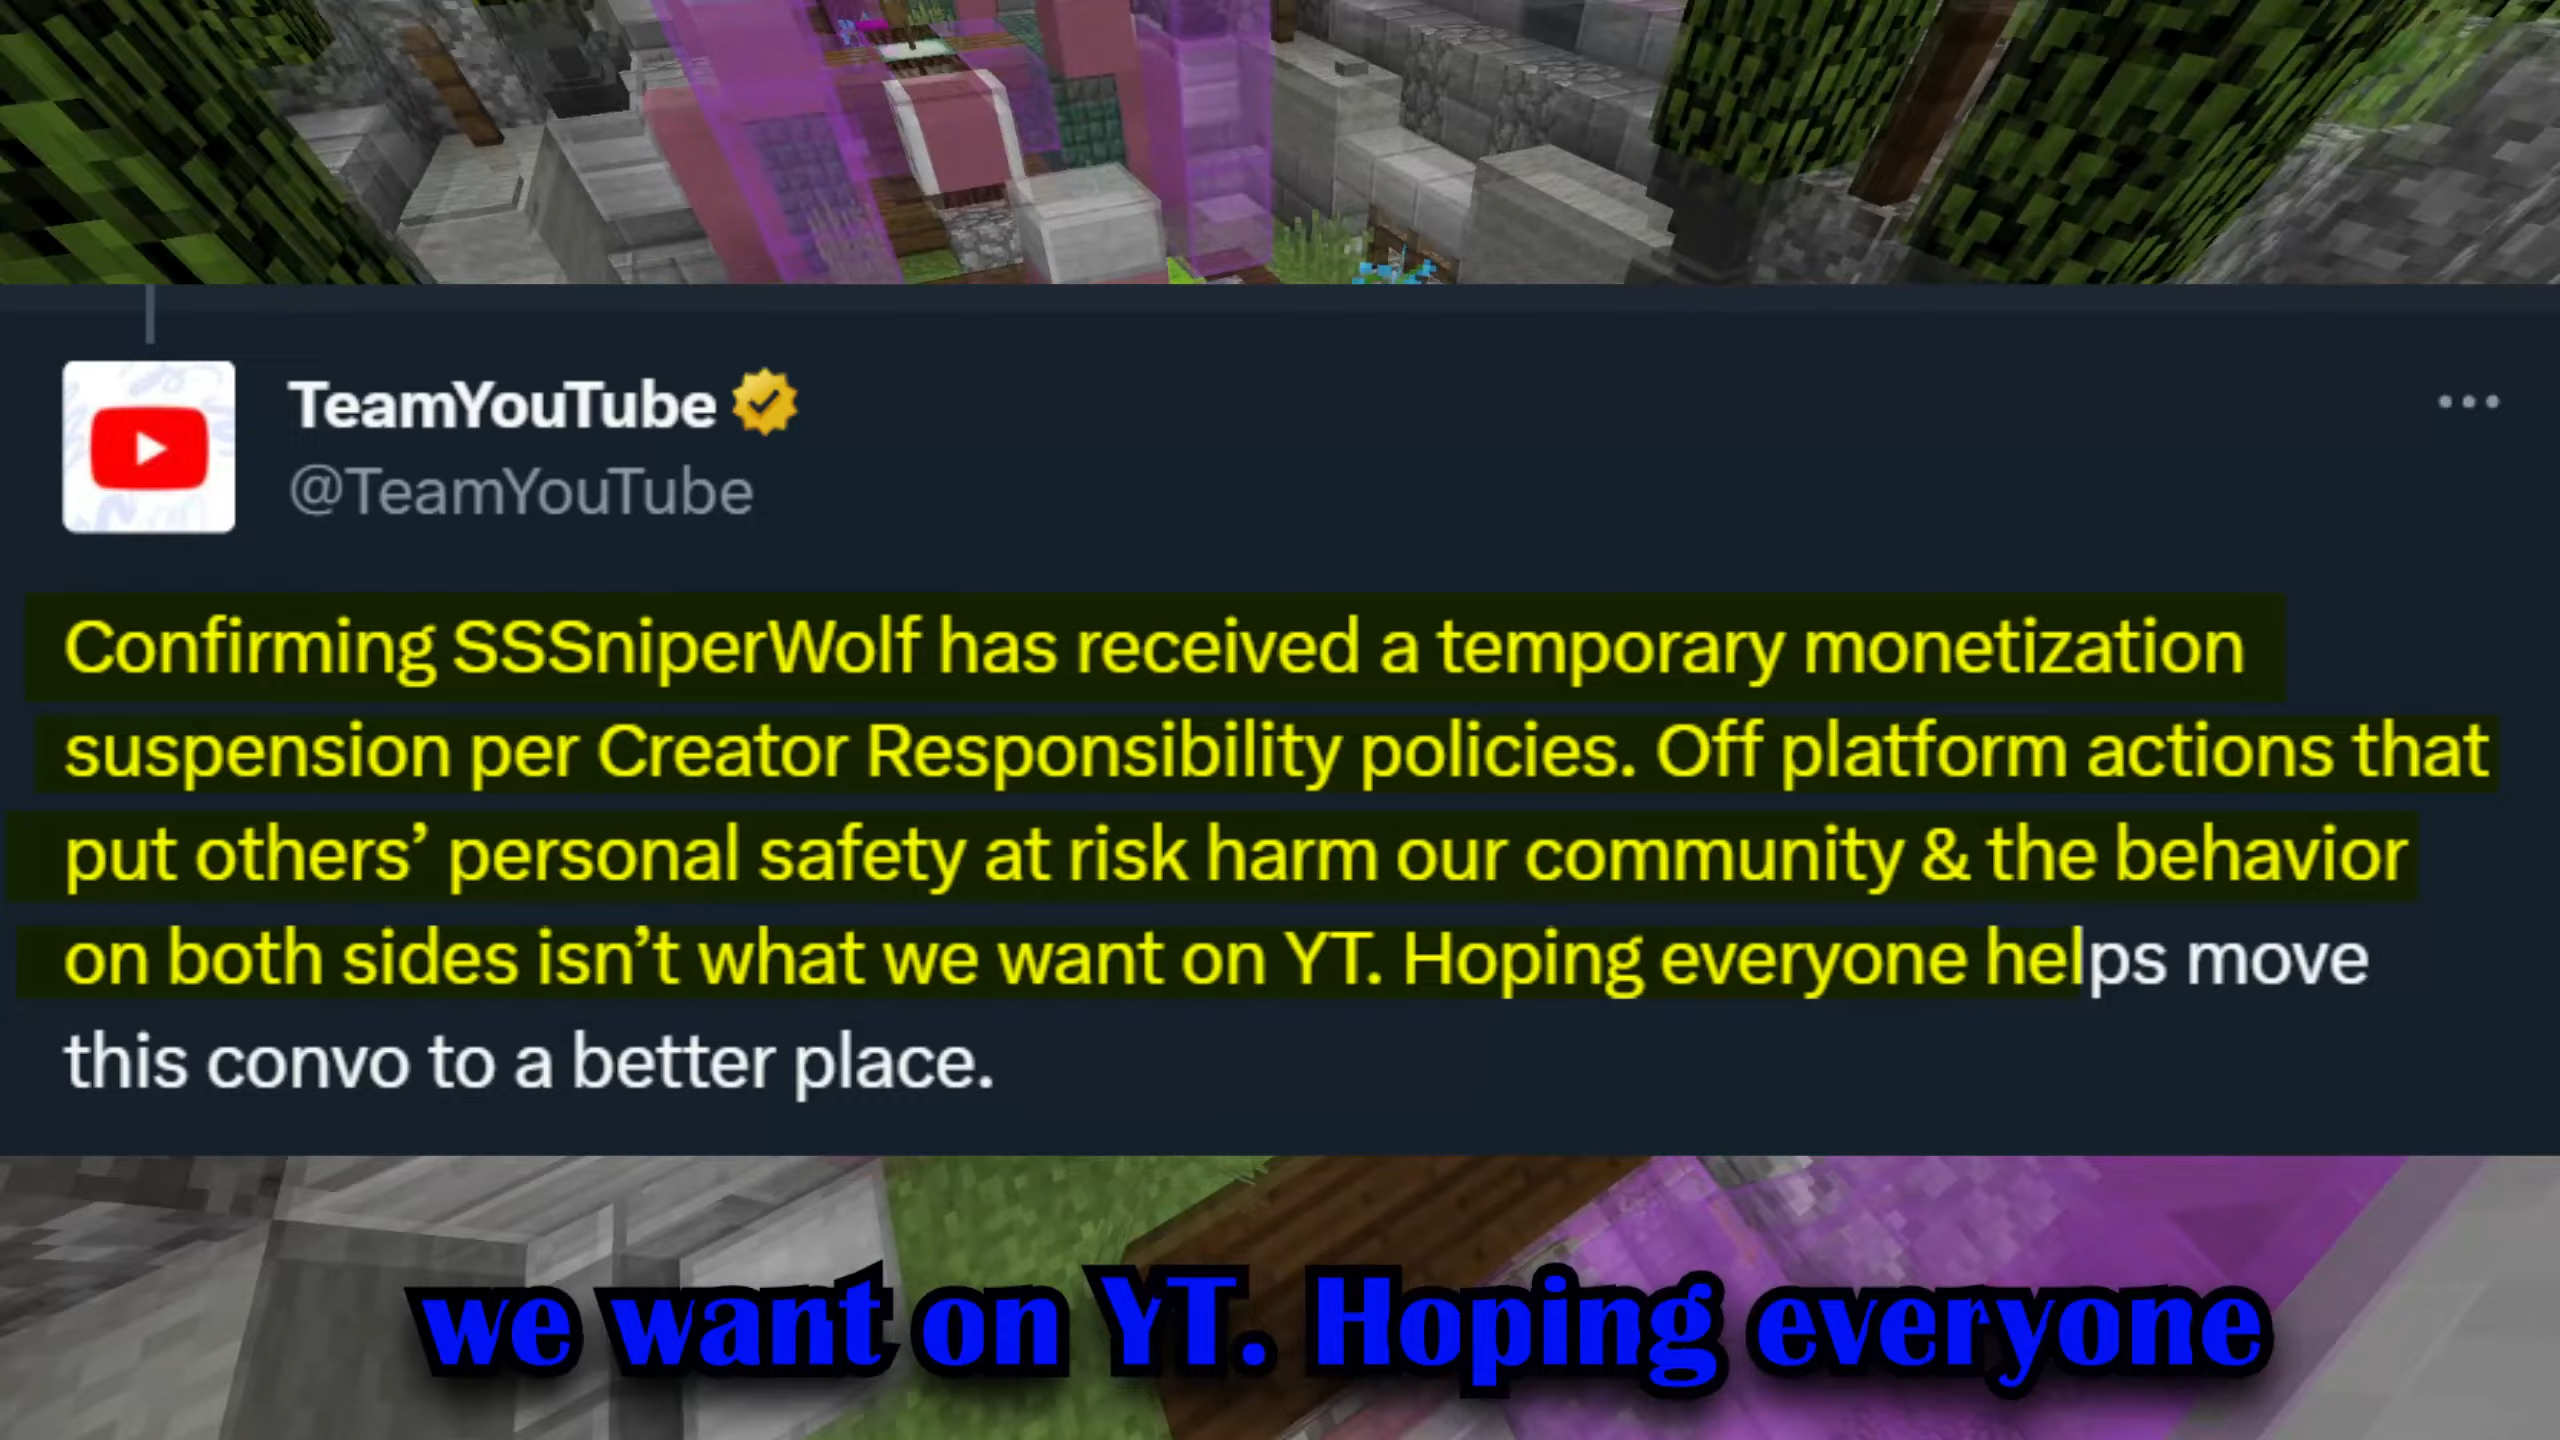 TeamYouTube
@TeamYouTube
Confirming SSSniperWolf has received a temporary monetization
suspension per Creator Responsibility policies. Off platform actions that
put others’ personal safety at risk harm our community & the behavior
on both sides isn’t what we want on YT. Hoping everyone helps move
this convo to a better place.
we want on YT. Hoping everyone